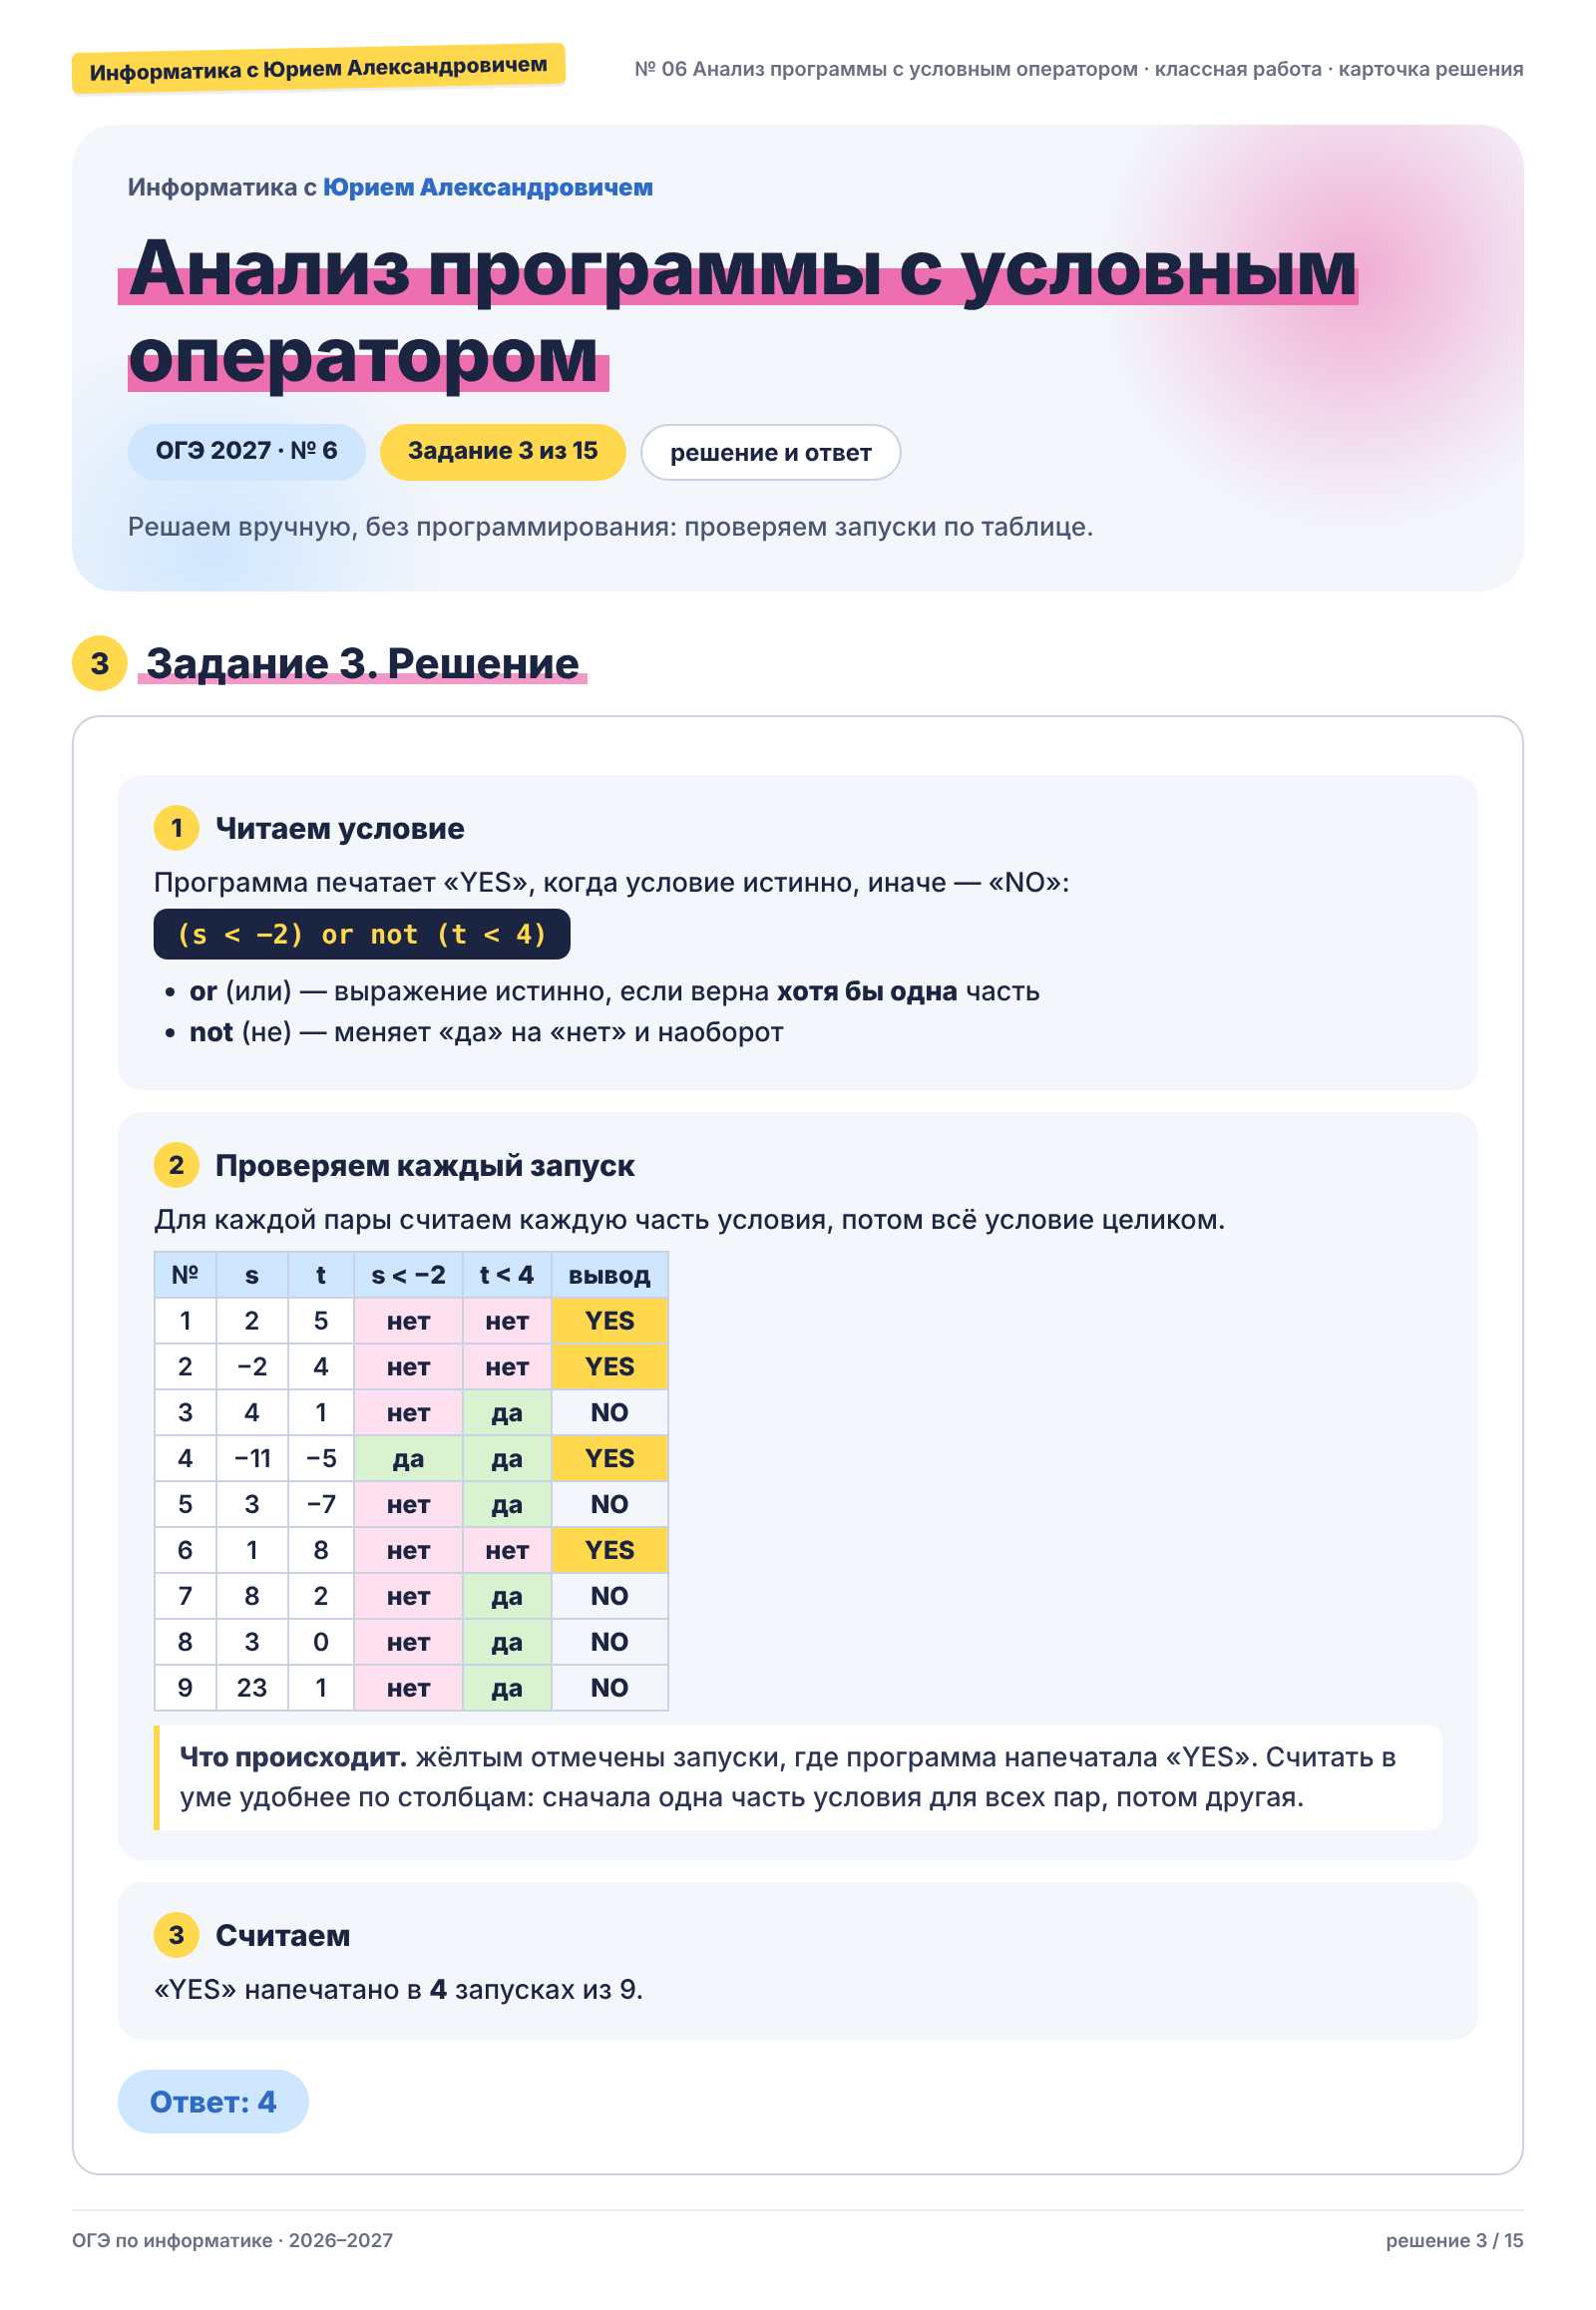 Информатика с Юрием Александровичем
№ 06 Анализ программы с условным оператором · классная работа · карточка решения
Информатика с Юрием Александровичем
Анализ программы с условным
оператором
ОГЭ 2027 · № 6
Задание 3 из 15
решение и ответ
Решаем вручную, без программирования: проверяем запуски по таблице.
3 Задание 3. Решение
1 Читаем условие
Программа печатает «YES», когда условие истинно, иначе — «NO»:
(s < −2) or not (t < 4)
• or (или) — выражение истинно, если верна хотя бы одна часть
• not (не) — меняет «да» на «нет» и наоборот
2 Проверяем каждый запуск
Для каждой пары считаем каждую часть условия, потом всё условие целиком.
№ s t s < −2 t < 4 вывод
1 2 5 нет нет YES
2 −2 4 нет нет YES
3 4 1 нет да NO
4 −11 −5 да да YES
5 3 −7 нет да NO
6 1 8 нет нет YES
7 8 2 нет да NO
8 3 0 нет да NO
9 23 1 нет да NO
Что происходит. жёлтым отмечены запуски, где программа напечатала «YES». Считать в
уме удобнее по столбцам: сначала одна часть условия для всех пар, потом другая.
3 Считаем
«YES» напечатано в 4 запусках из 9.
Ответ: 4
ОГЭ по информатике · 2026–2027
решение 3 / 15